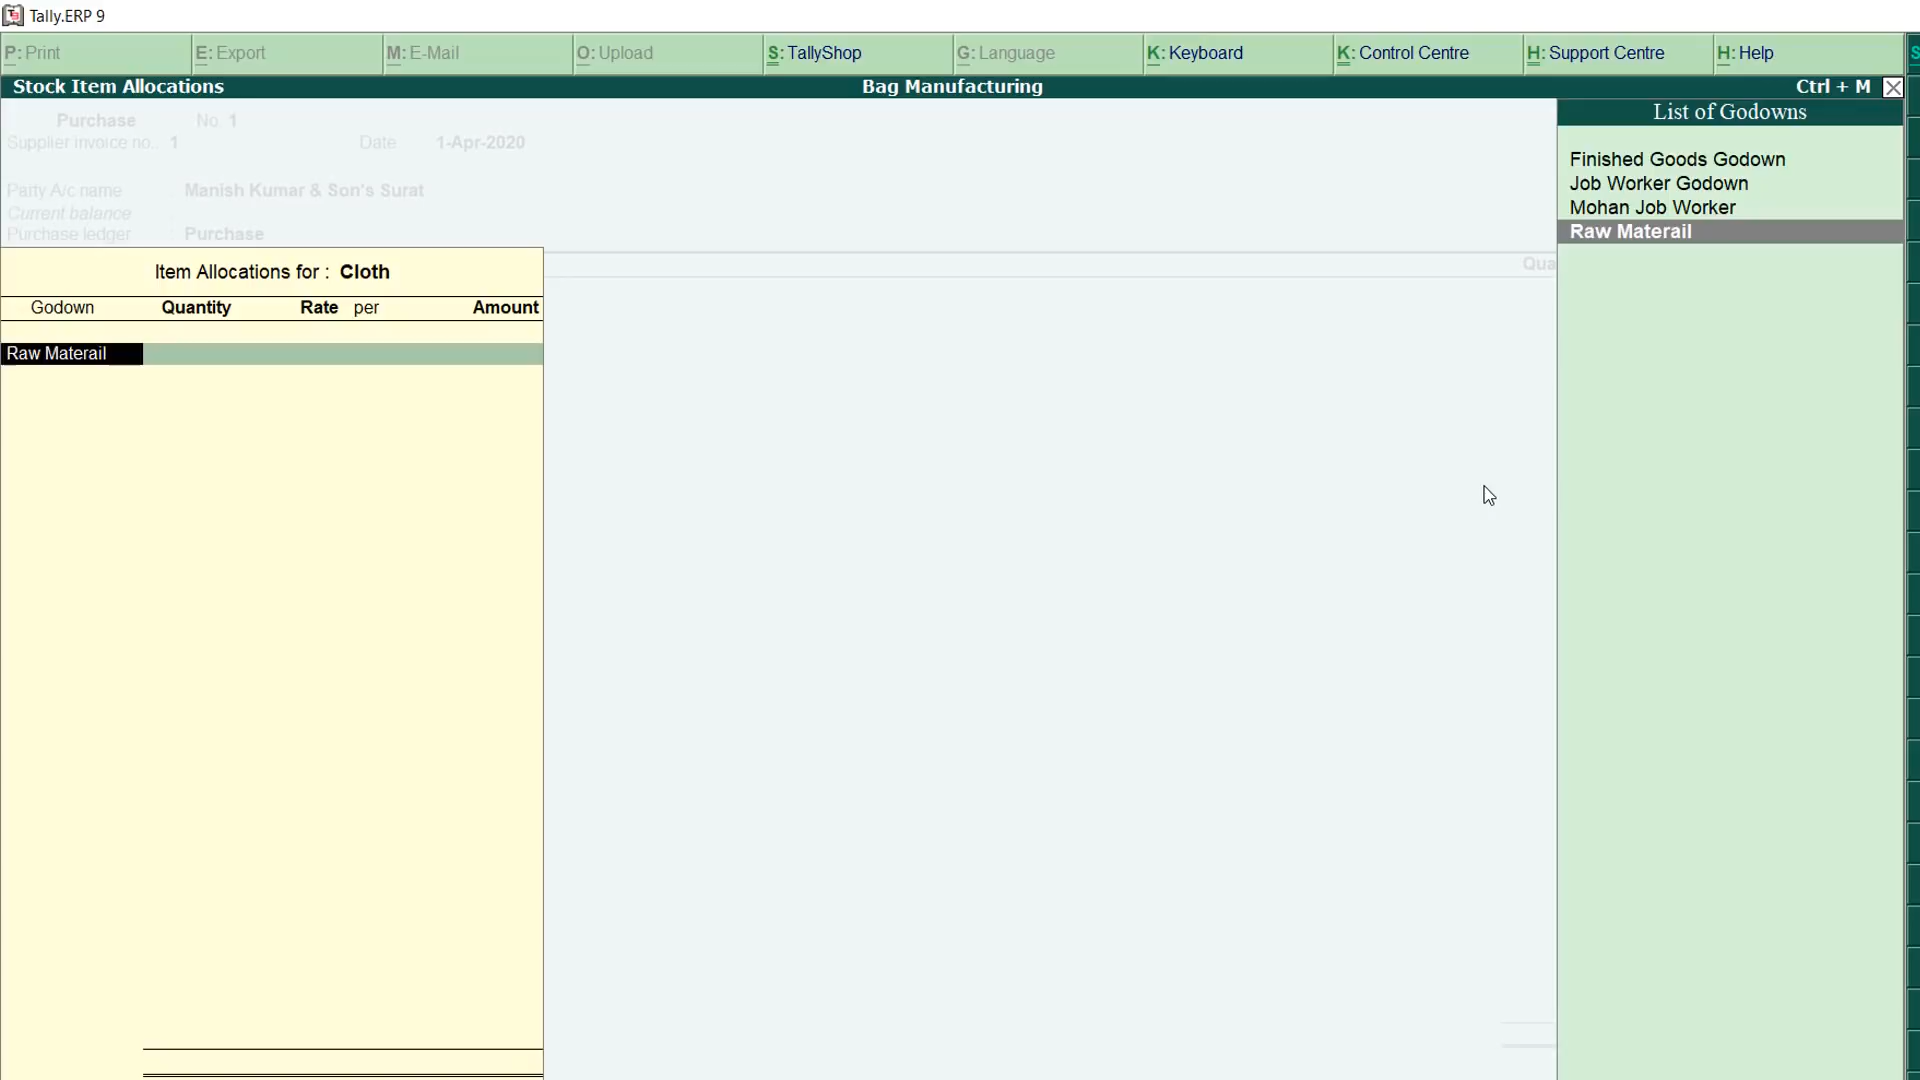 Tally.ERP 9
P: Print E: Export M: E-Mail O: Upload S: TallyShop G: Language K: Keyboard K: Control Centre H: Support Centre H: Help
Stock Item Allocations Bag Manufacturing Ctrl + M
List of Godowns
Purchase No. 1
Supplier invoice no.. 1 Date 1-Apr-2020
Finished Goods Godown
Job Worker Godown
Party A/c name : Manish Kumar & Son's Surat
Mohan Job Worker
Current balance :
Purchase ledger : Purchase
Raw Materail
Qua
Item Allocations for : Cloth
Godown Quantity Rate per Amount
Raw Materail